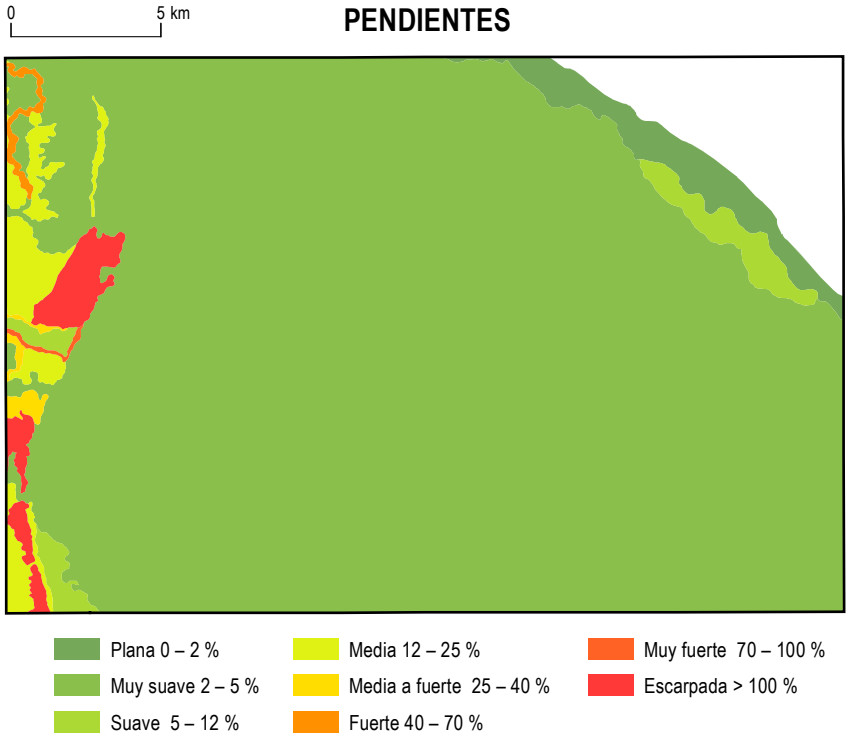 0 5 km
PENDIENTES
Plana 0 – 2 %
Muy suave 2 – 5 %
Suave 5 – 12 %
Media 12 – 25 %
Media a fuerte 25 – 40 %
Fuerte 40 – 70 %
Muy fuerte 70 – 100 %
Escarpada > 100 %